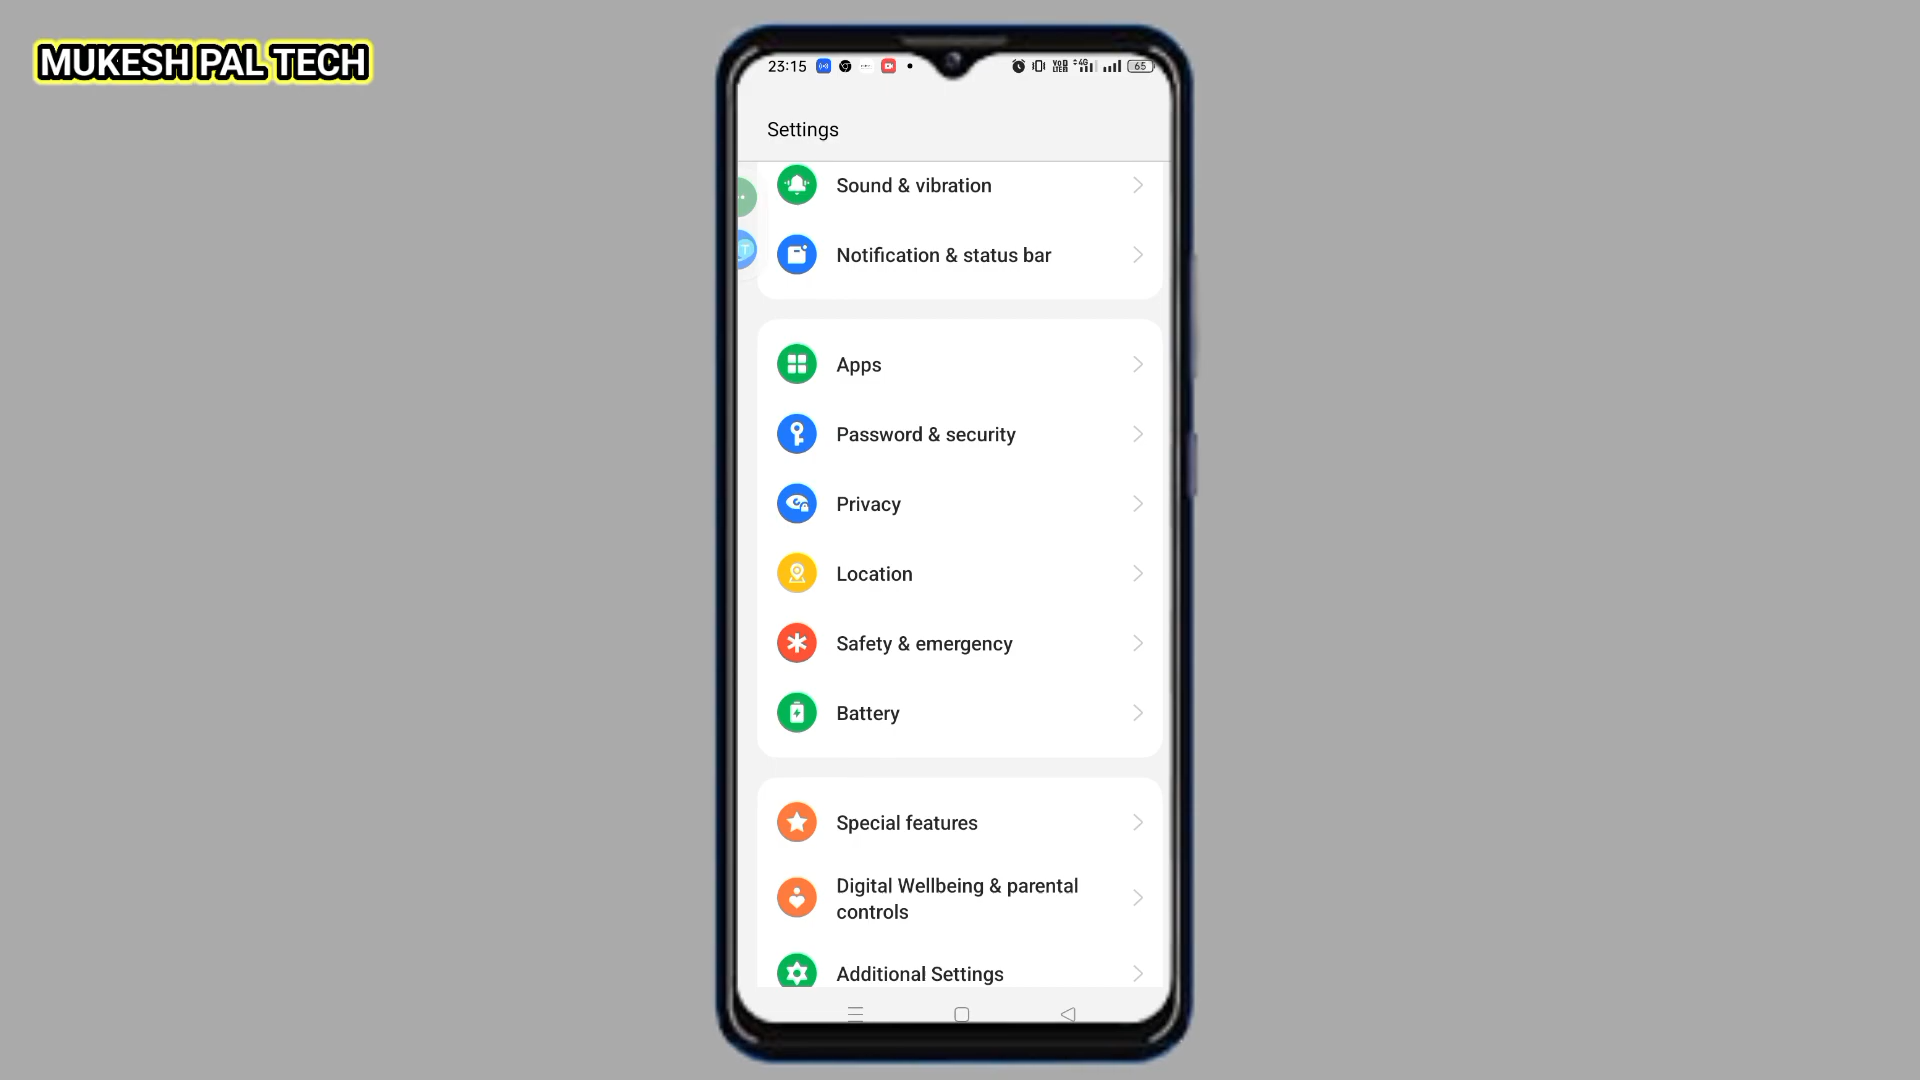 MUKESH PAL TECH
23:15
65
Settings
Sound & vibration
Notification & status bar
Apps
Password & security
Privacy
Location
Safety & emergency
Battery
Special features
Digital Wellbeing & parental
controls
Additional Settings